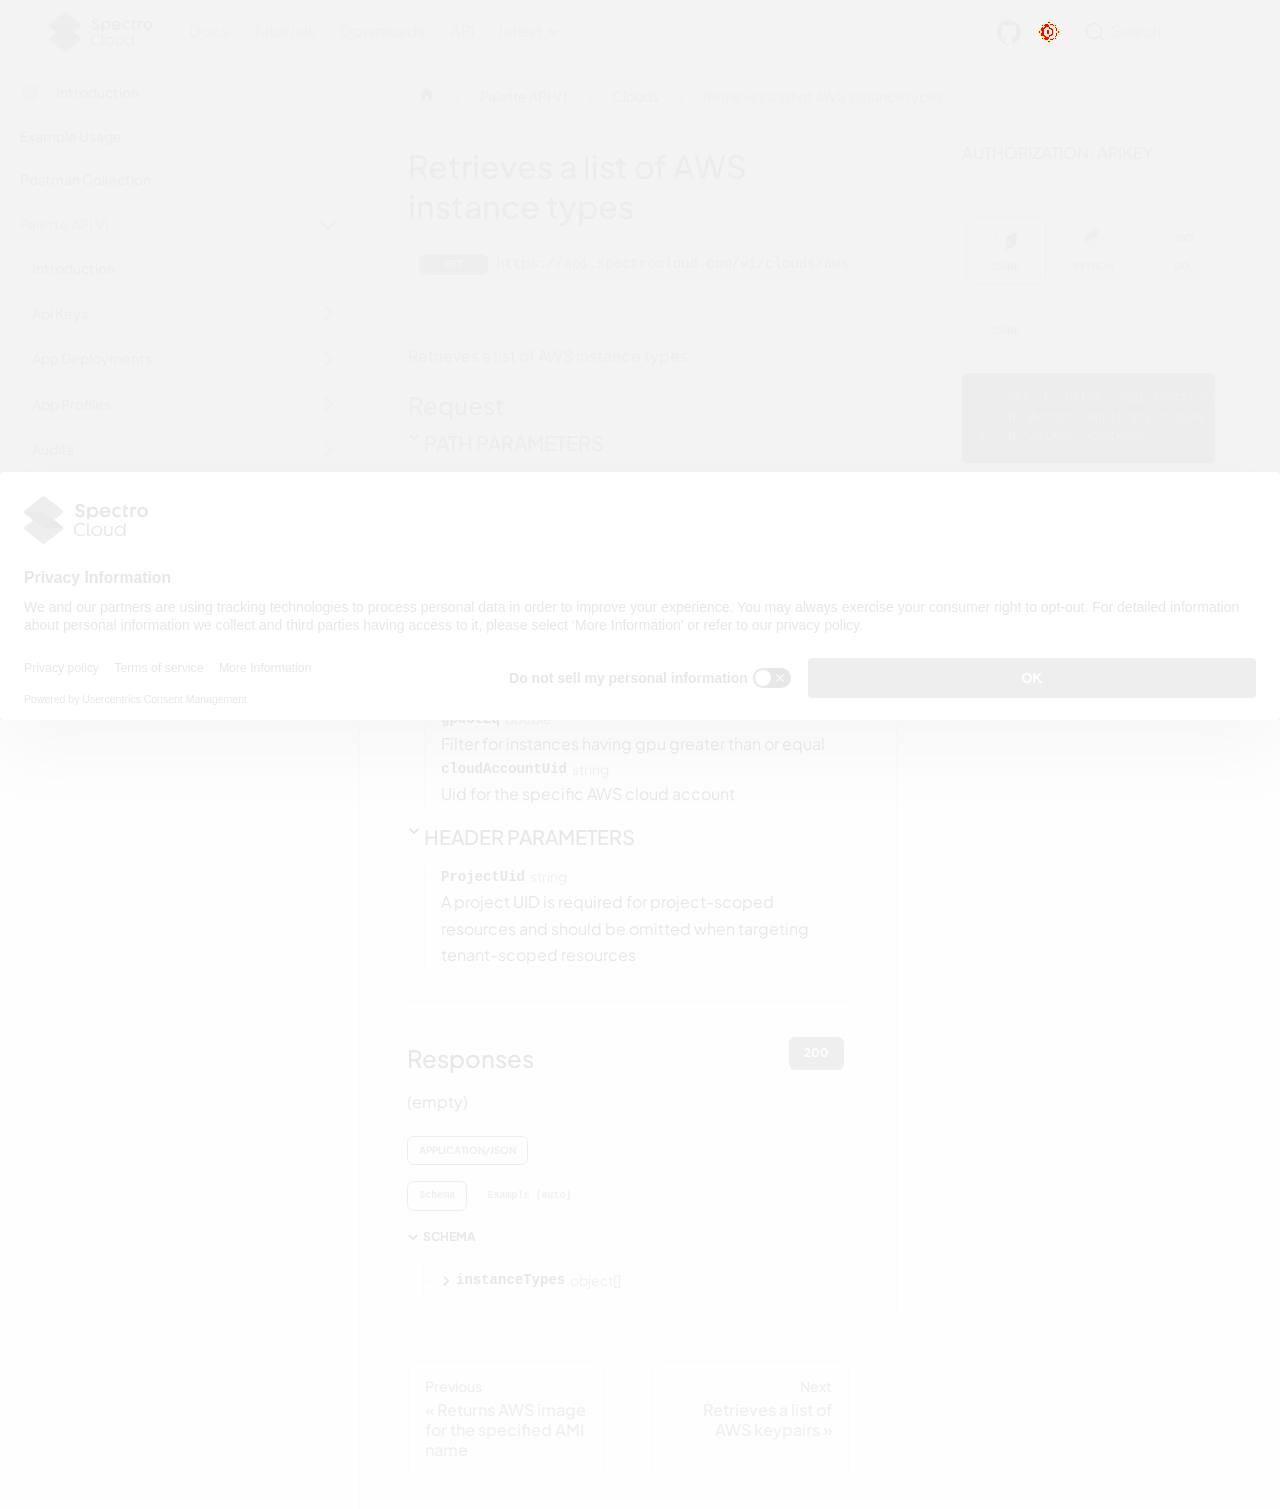 Spectro
Cloud
Docs
Tutorials
Downloads
API
latest
Search
Introduction
Example Usage
Postman Collection
Palette API V1
Introduction
Api Keys
App Deployments
App Profiles
Audits
Palette API V1
Clouds
Retrieves a list of AWS instance types
Retrieves a list of AWS
instance types
GET
https://api.spectrocloud.com/v1/clouds/aws
Retrieves a list of AWS instance types
Request
PATH PARAMETERS
AUTHORIZATION: APIKEY
CURL
PYTHON
GO
GO
CURL
Spectro
Cloud
Privacy Information
We and our partners are using tracking technologies to process personal data in order to improve your experience. You may always exercise your consumer right to opt-out. For detailed information
about personal information we collect and third parties having access to it, please select 'More Information' or refer to our privacy policy.
Privacy policy
Terms of service
More Information
Powered by Usercentrics Consent Management
Do not sell my personal information
OK
double
Filter for instances having gpu greater than or equal
cloudAccountUid string
Uid for the specific AWS cloud account
HEADER PARAMETERS
ProjectUid string
A project UID is required for project-scoped
resources and should be omitted when targeting
tenant-scoped resources
Responses
200
(empty)
APPLICATION/JSON
Schema
Example (auto)
SCHEMA
instanceTypes object[]
Previous
« Returns AWS image
for the specified AMI
name
Next
Retrieves a list of
AWS keypairs »